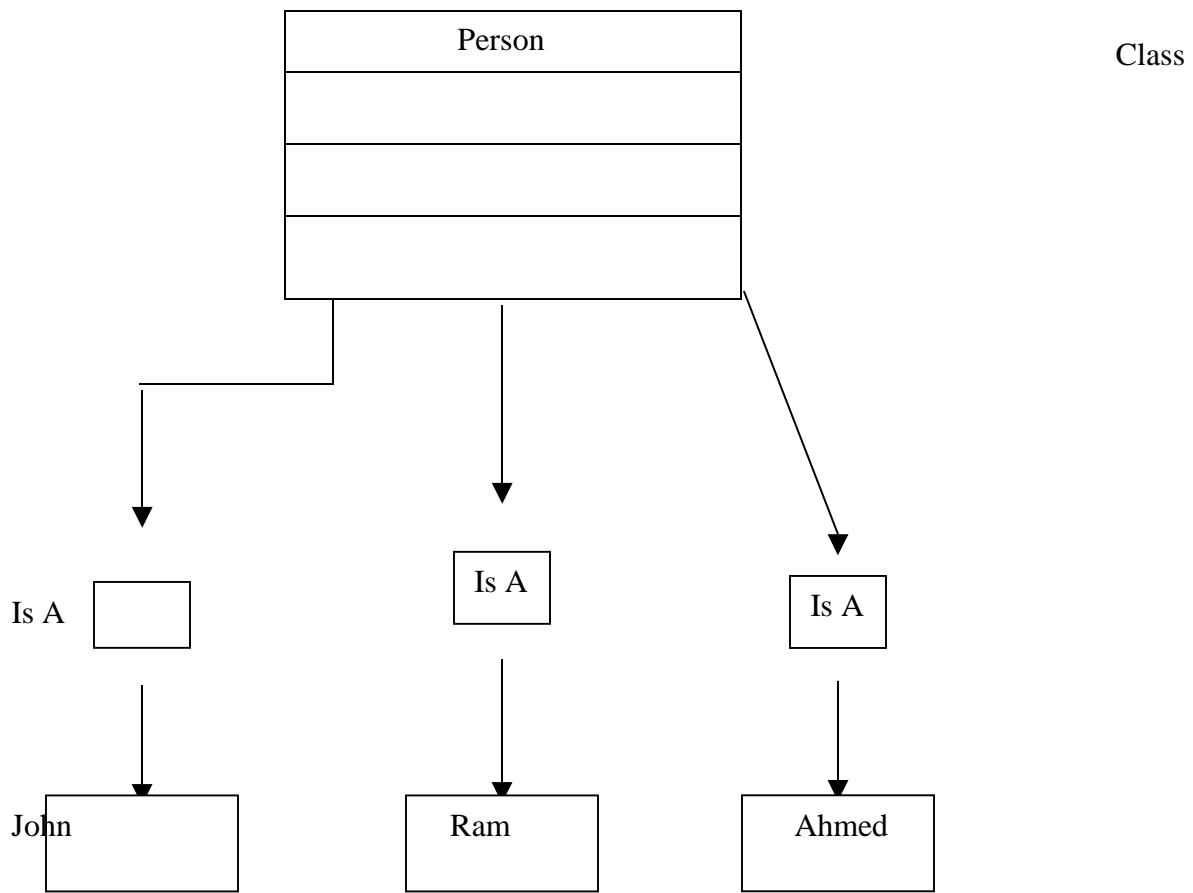 Person
Class
Is A
Is A
Is A
John
Ram
Ahmed